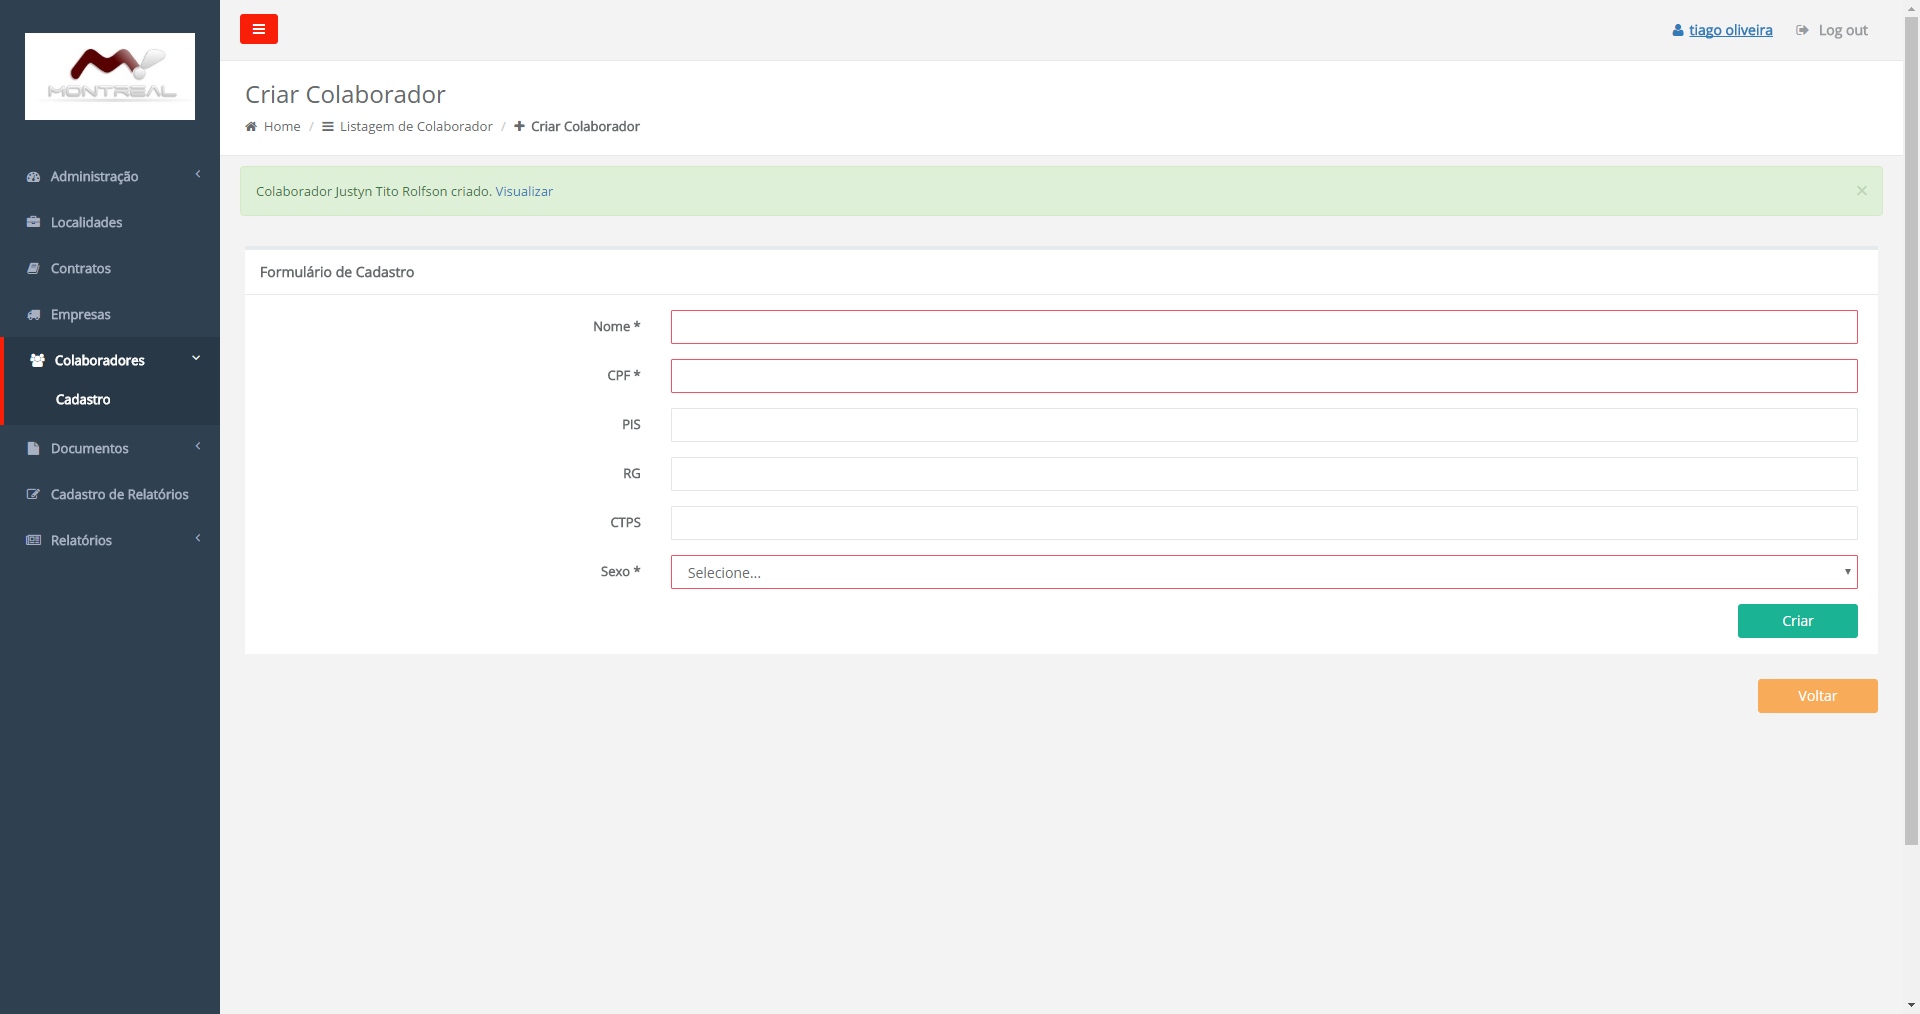 MONTREAL
Administração
Localidades
Contratos
Empresas
Colaboradores
Cadastro
Documentos
Cadastro de Relatórios
Relatórios
tiago oliveira
Log out
Criar Colaborador
Home / Listagem de Colaborador / Criar Colaborador
Colaborador Justyn Tito Rolfson criado. Visualizar ×
Formulário de Cadastro
Nome *
CPF *
PIS
RG
CTPS
Sexo * Selecione...
Criar
Voltar